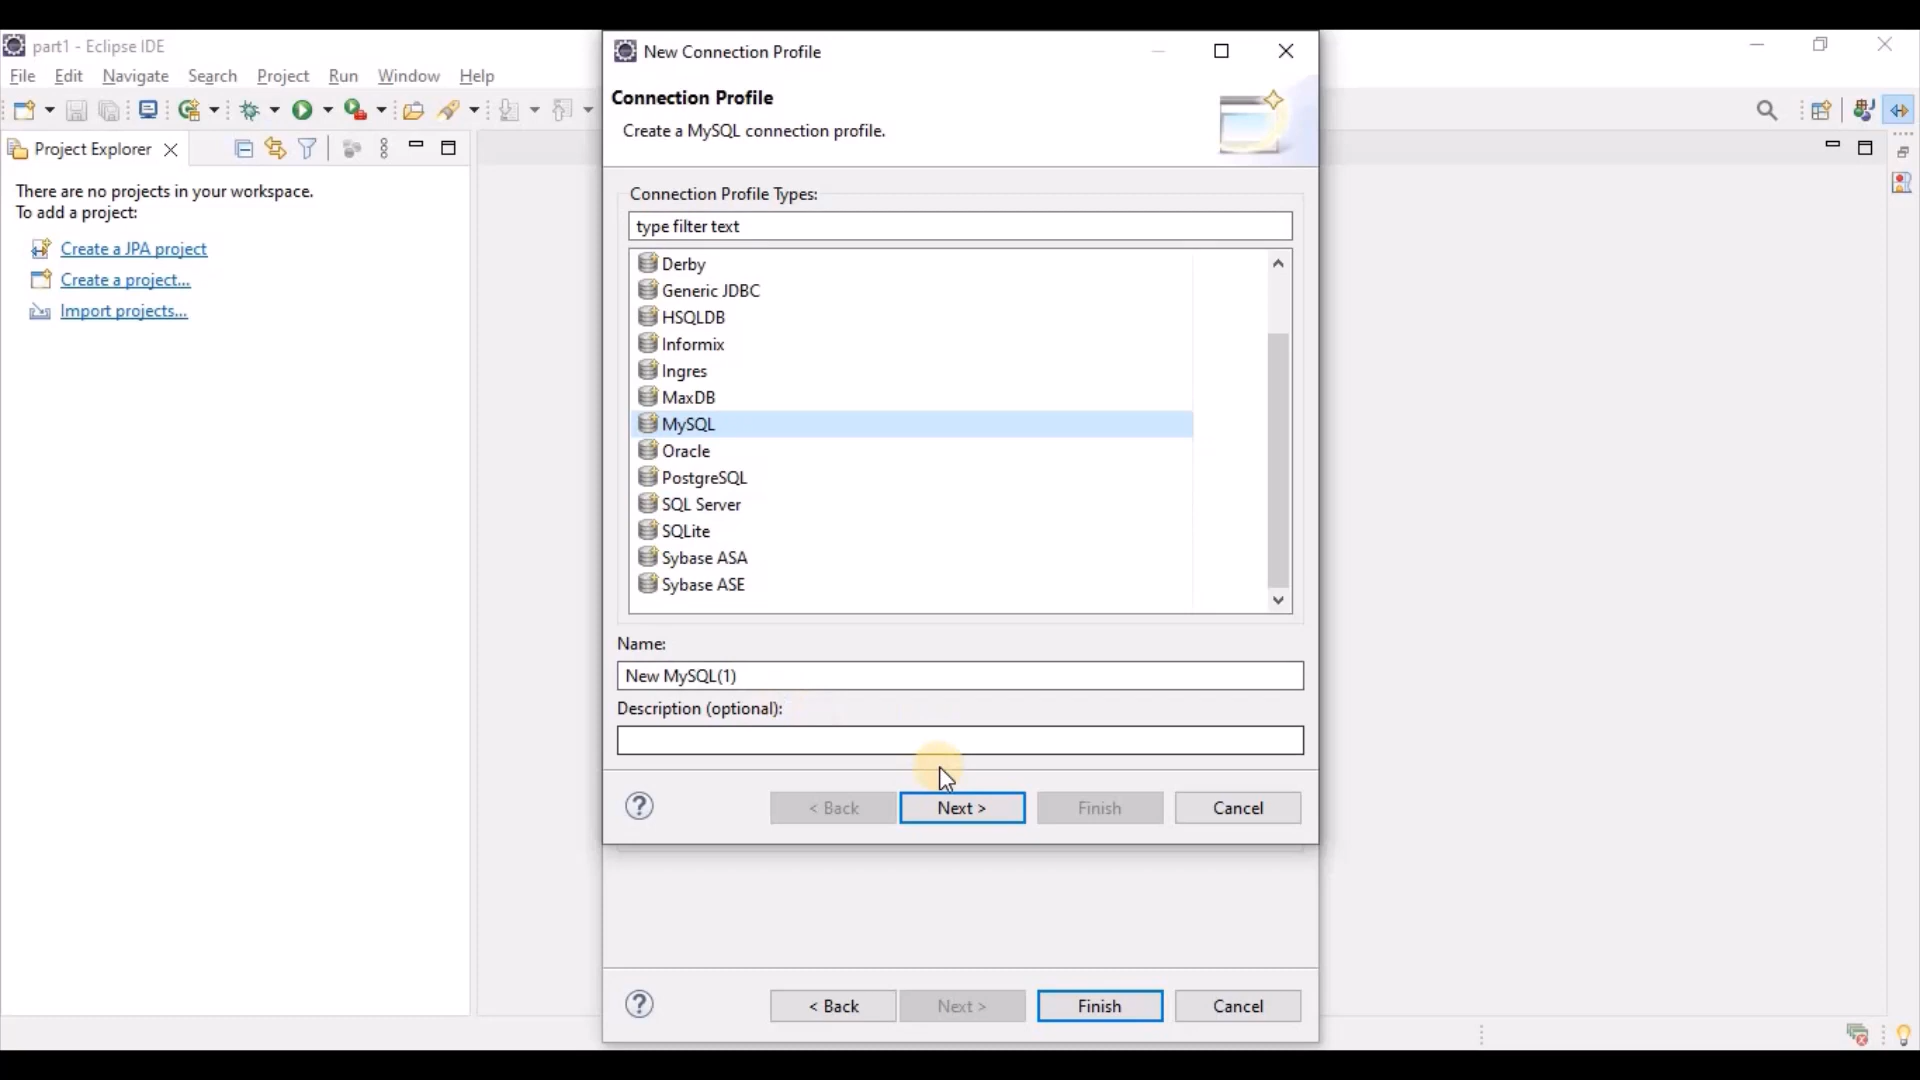 part1 - Eclipse IDE
File Edit Navigate Search Project Run Window Help
Project Explorer
There are no projects in your workspace.
To add a project:
Create a JPA project
Create a project...
Import projects...
New Connection Profile
Connection Profile
Create a MySQL connection profile.
Connection Profile Types:
type filter text
Derby
Generic JDBC
HSQLDB
Informix
Ingres
MaxDB
MySQL
Oracle
PostgreSQL
SQL Server
SQLite
Sybase ASA
Sybase ASE
Name:
New MySQL(1)
Description (optional):
? < Back Next > Finish Cancel
? < Back Next > Finish Cancel